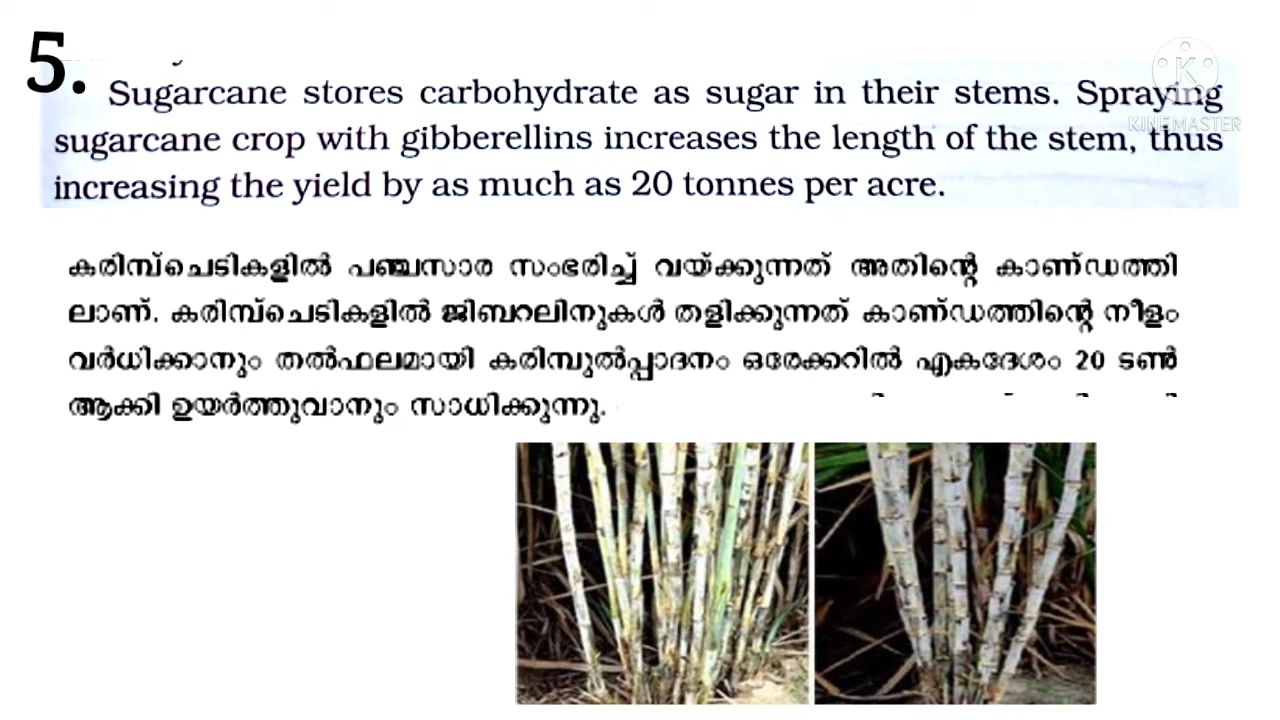 5.
Sugarcane stores carbohydrate as sugar in their stems. Spraying
sugarcane crop with gibberellins increases the length of the stem, thus
increasing the yield by as much as 20 tonnes per acre.
K
KINEMASTER
കരിമ്പ്ചെടികളിൽ പഞ്ചസാര സംഭരിച്ച് വയ്ക്കുന്നത് അതിന്റെ കാണ്ഡത്തി
ലാണ്. കരിമ്പ്ചെടികളിൽ ജിബറലിനുകൾ തളിക്കുന്നത് കാണ്ഡത്തിന്റെ നീളം
വർധിക്കാനും തൽഫലമായി കരിമ്പുൽപ്പാദനം ഒരേക്കറിൽ ഏകദേശം 20 ടൺ
ആക്കി ഉയർത്തുവാനും സാധിക്കുന്നു.